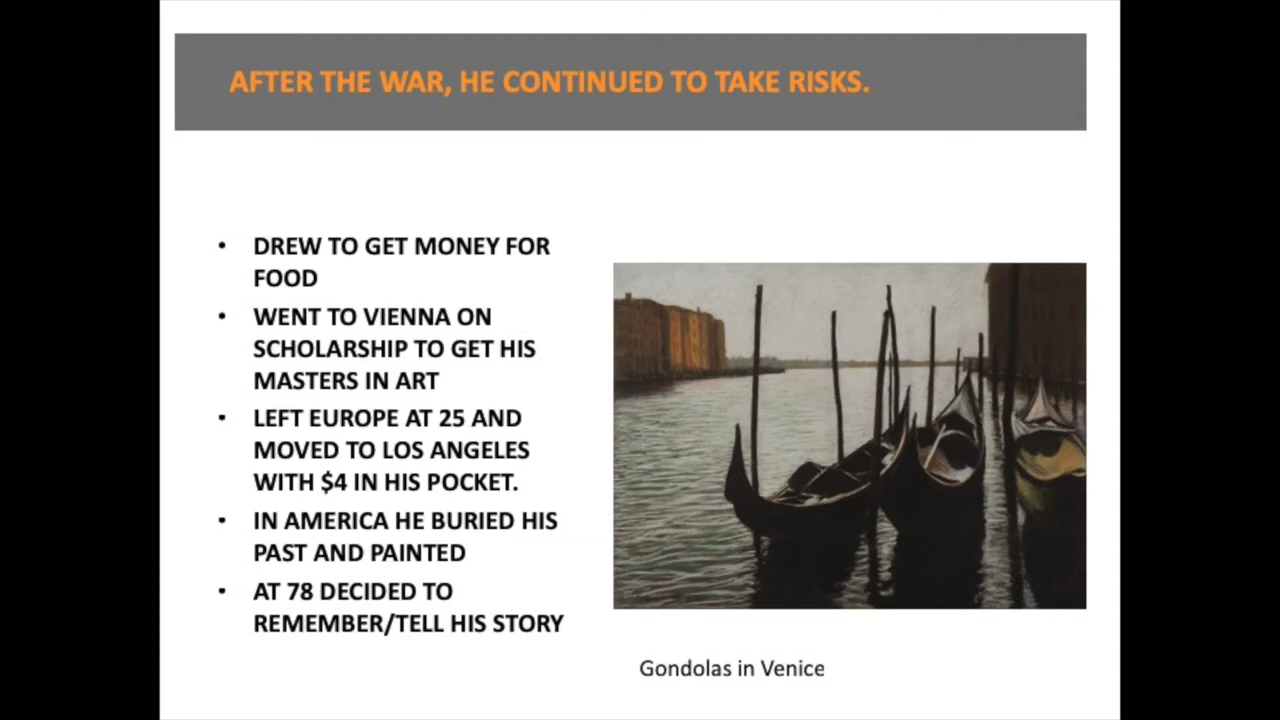 AFTER THE WAR, HE CONTINUED TO TAKE RISKS.
• DREW TO GET MONEY FOR
FOOD
• WENT TO VIENNA ON
SCHOLARSHIP TO GET HIS
MASTERS IN ART
• LEFT EUROPE AT 25 AND
MOVED TO LOS ANGELES
WITH $4 IN HIS POCKET.
• IN AMERICA HE BURIED HIS
PAST AND PAINTED
• AT 78 DECIDED TO
REMEMBER/TELL HIS STORY
Gondolas in Venice